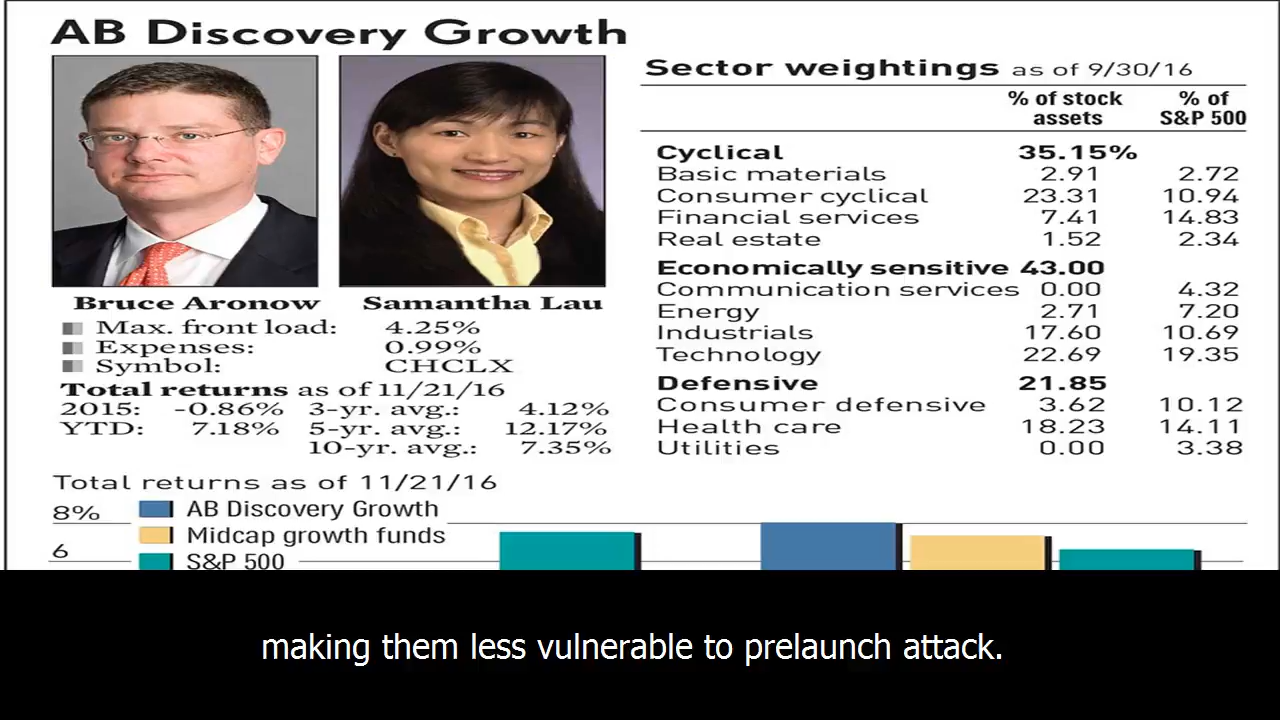 AB Discovery Growth
Bruce Aronow
Samantha Lau
Max. front load: 4.25%
Expenses: 0.99%
Symbol: CHCLX
Total returns as of 11/21/16
2015: -0.86% 3-yr. avg.: 4.12%
YTD: 7.18% 5-yr. avg.: 12.17%
10-yr. avg.: 7.35%
Sector weightings as of 9/30/16
% of stock % of
assets S&P 500
Cyclical 35.15%
Basic materials 2.91 2.72
Consumer cyclical 23.31 10.94
Financial services 7.41 14.83
Real estate 1.52 2.34
Economically sensitive 43.00
Communication services 0.00 4.32
Energy 2.71 7.20
Industrials 17.60 10.69
Technology 22.69 19.35
Defensive 21.85
Consumer defensive 3.62 10.12
Health care 18.23 14.11
Utilities 0.00 3.38
Total returns as of 11/21/16
8% AB Discovery Growth
Midcap growth funds
6
S&P 500
making them less vulnerable to prelaunch attack.